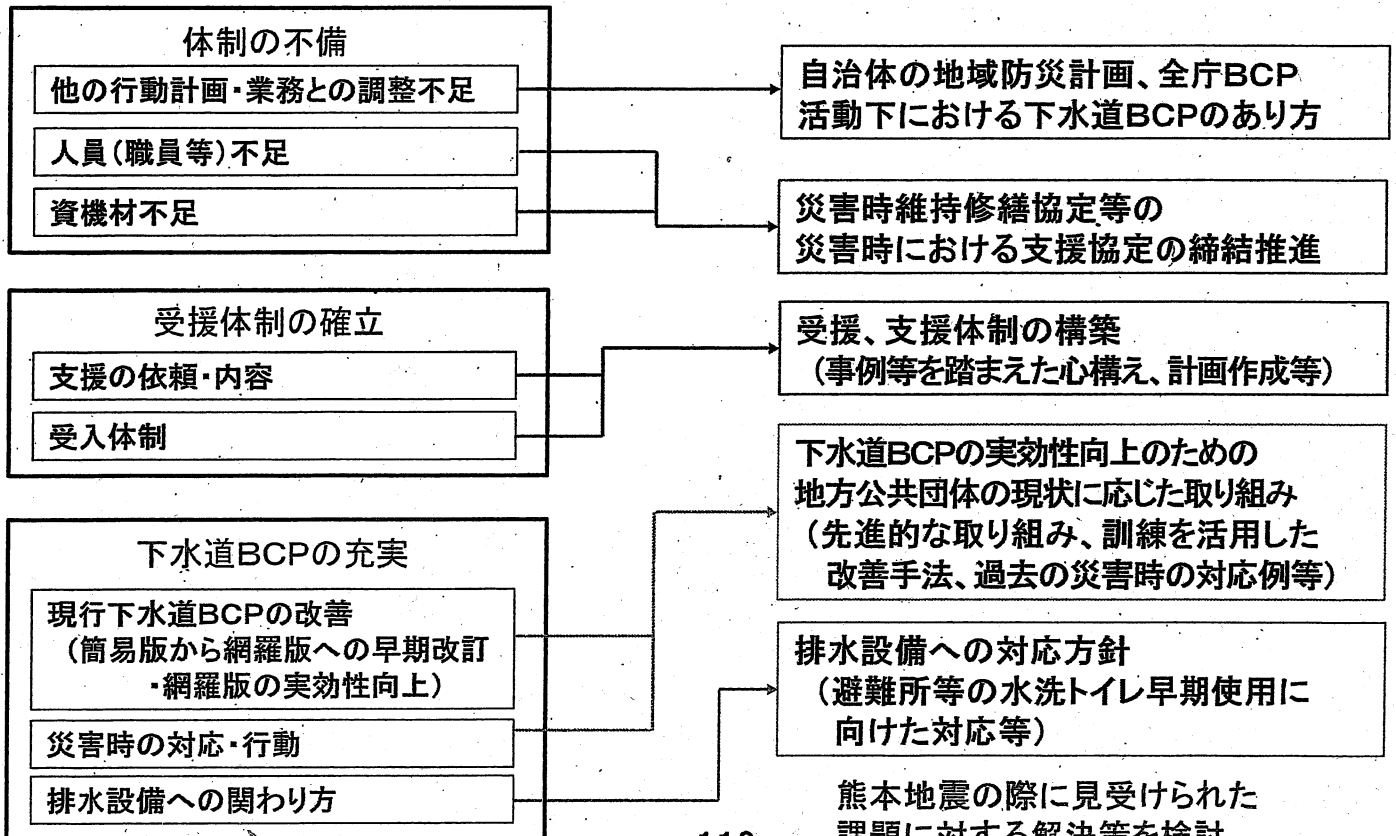 体制の不備
他の行動計画・業務との調整不足
人員(職員等)不足
資機材不足
自治体の地域防災計画、全庁BCP
活動下における下水道BCPのあり方
災害時維持修繕協定等の
災害時における支援協定の締結推進
受援体制の確立
支援の依頼・内容
受入体制
受援、支援体制の構築
(事例等を踏まえた心構え、計画作成等)
下水道BCPの充実
現行下水道BCPの改善
(簡易版から網羅版への早期改訂
・網羅版の実効性向上)
災害時の対応・行動
排水設備への関わり方
下水道BCPの実効性向上のための
地方公共団体の現状に応じた取り組み
(先進的な取り組み、訓練を活用した
改善手法、過去の災害時の対応例等)
排水設備への対応方針
(避難所等の水洗トイレ早期使用に
向けた対応等)
熊本地震の際に見受けられた
課題に対する解決策を検討